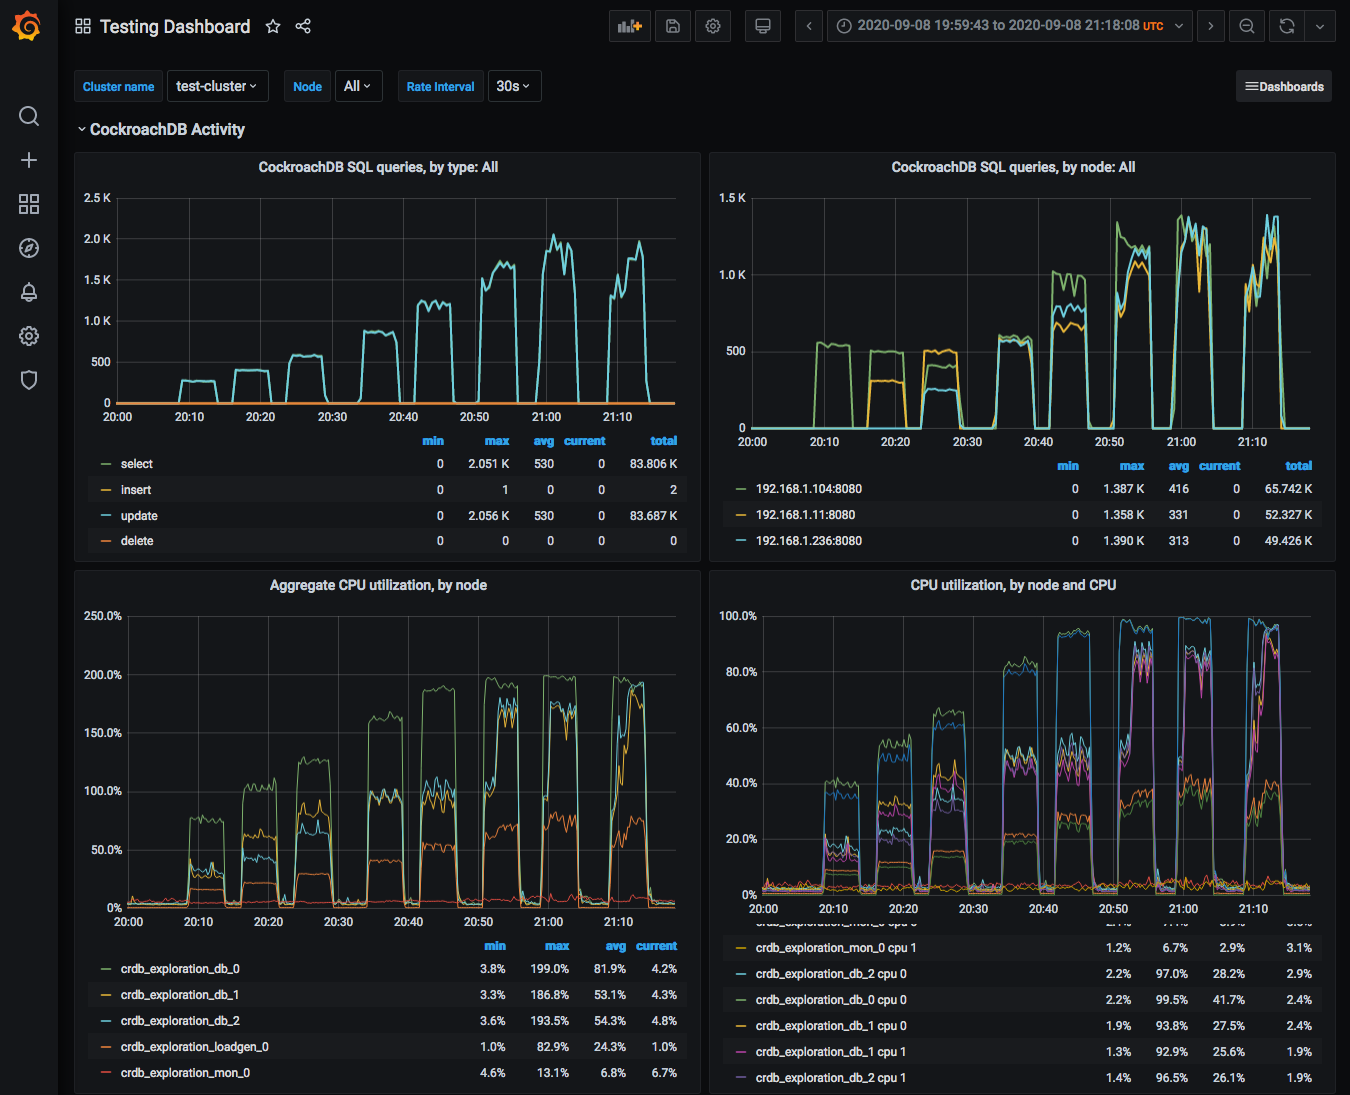 Testing Dashboard
2020-09-08 19:59:43 to 2020-09-08 21:18:08 UTC
Cluster name test-cluster Node All Rate Interval 30s Dashboards
CockroachDB Activity
CockroachDB SQL queries, by type: All
2.5 K
2.0 K
1.5 K
1.0 K
500
0
20:00 20:10 20:20 20:30 20:40 20:50 21:00 21:10
min max avg current total
select 0 2.051 K 530 0 83.806 K
insert 0 1 0 0 2
update 0 2.056 K 530 0 83.687 K
delete 0 0 0 0 0
CockroachDB SQL queries, by node: All
1.5 K
1.0 K
500
0
20:00 20:10 20:20 20:30 20:40 20:50 21:00 21:10
min max avg current total
192.168.1.104:8080 0 1.387 K 416 0 65.742 K
192.168.1.11:8080 0 1.358 K 331 0 52.327 K
192.168.1.236:8080 0 1.390 K 313 0 49.426 K
Aggregate CPU utilization, by node
250.0%
200.0%
150.0%
100.0%
50.0%
0%
20:00 20:10 20:20 20:30 20:40 20:50 21:00 21:10
min max avg current
crdb_exploration_db_0 3.8% 199.0% 81.9% 4.2%
crdb_exploration_db_1 3.3% 186.8% 53.1% 4.3%
crdb_exploration_db_2 3.6% 193.5% 54.3% 4.8%
crdb_exploration_loadgen_0 1.0% 82.9% 24.3% 1.0%
crdb_exploration_mon_0 4.6% 13.1% 6.8% 6.7%
CPU utilization, by node and CPU
100.0%
80.0%
60.0%
40.0%
20.0%
0%
20:00 20:10 20:20 20:30 20:40 20:50 21:00 21:10
crdb_exploration_mon_0 cpu 0
crdb_exploration_mon_0 cpu 1 1.2% 6.7% 2.9% 3.1%
crdb_exploration_db_2 cpu 0 2.2% 97.0% 28.2% 2.9%
crdb_exploration_db_0 cpu 0 2.2% 99.5% 41.7% 2.4%
crdb_exploration_db_1 cpu 0 1.9% 93.8% 27.5% 2.4%
crdb_exploration_db_1 cpu 1 1.3% 92.9% 25.6% 1.9%
crdb_exploration_db_2 cpu 1 1.4% 96.5% 26.1% 1.9%